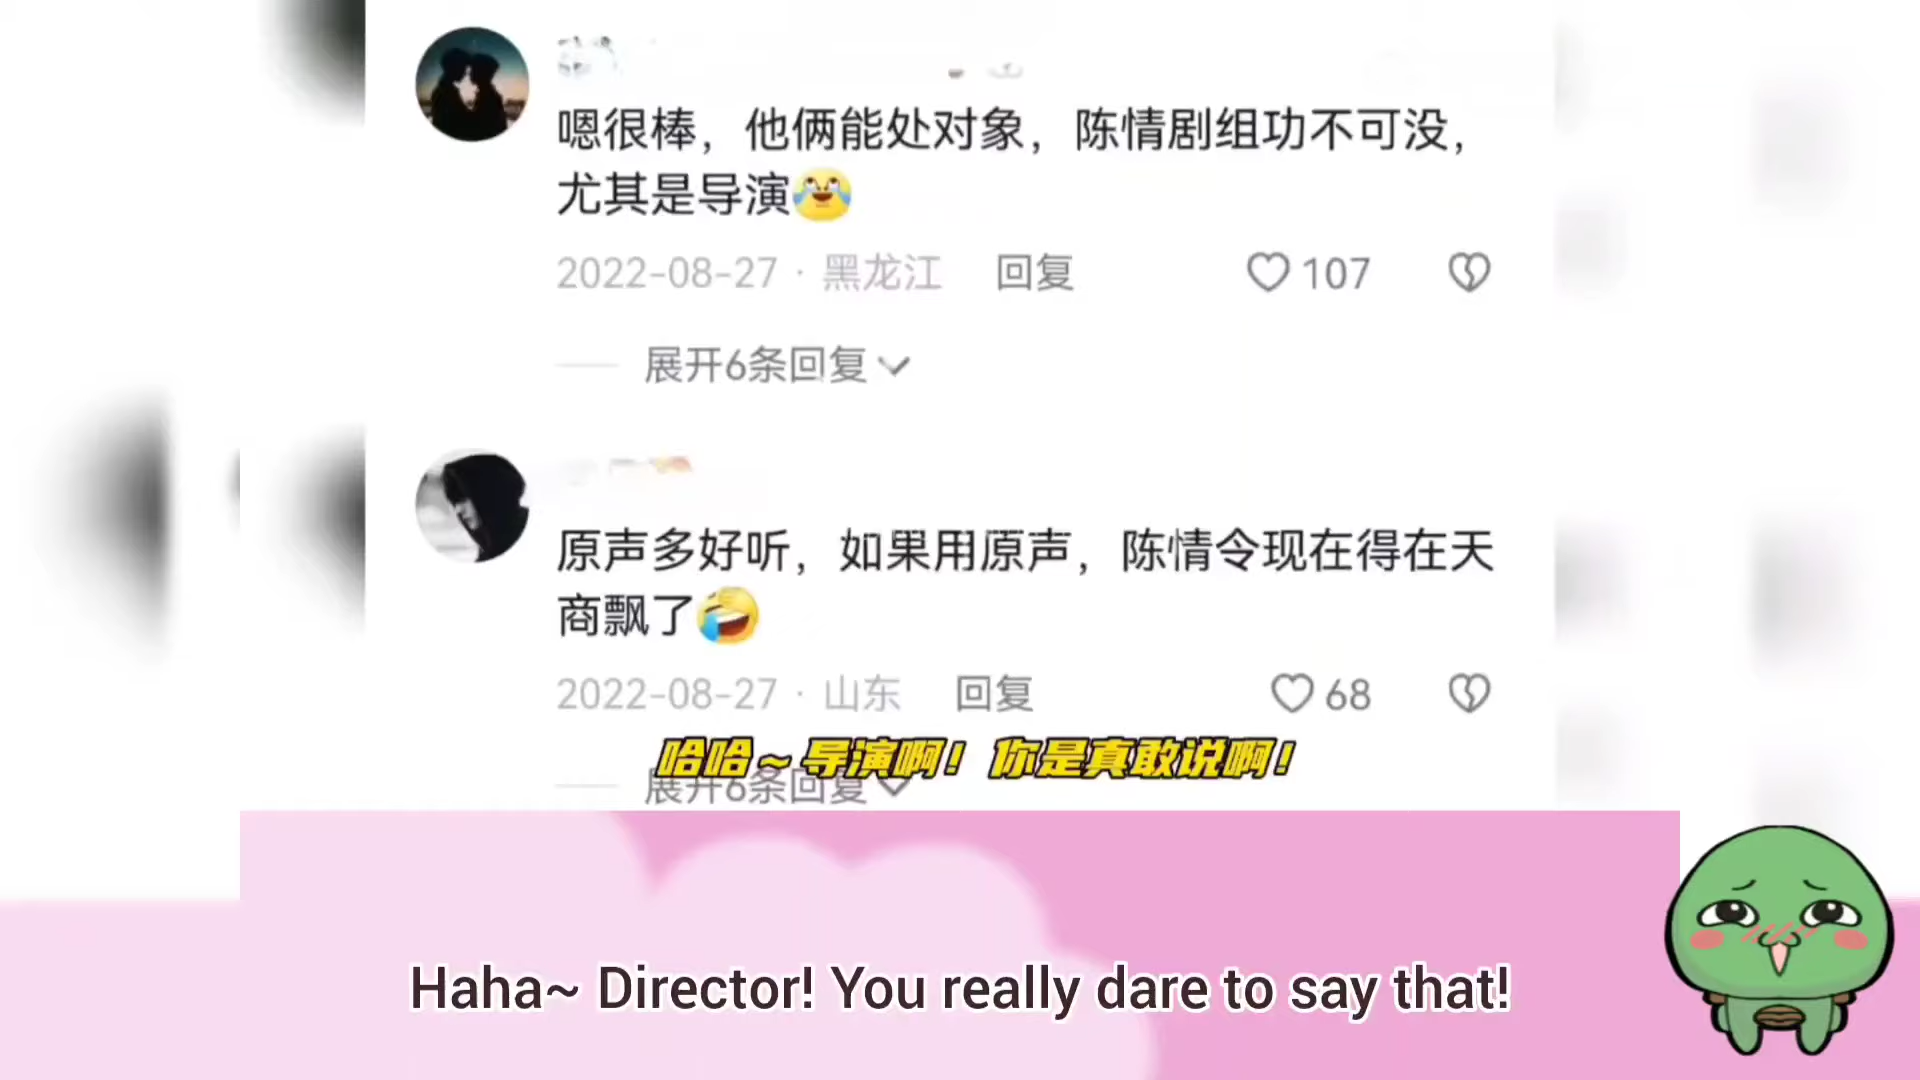 嗯很棒，他俩能处对象，陈情剧组功不可没，
尤其是导演
2022-08-27 · 黑龙江 回复 107
展开6条回复
原声多好听，如果用原声，陈情令现在得在天
商飘了
2022-08-27 · 山东 回复 68
哈哈~导演啊！你是真敢说啊！
展开6条回复
Haha~ Director! You really dare to say that!